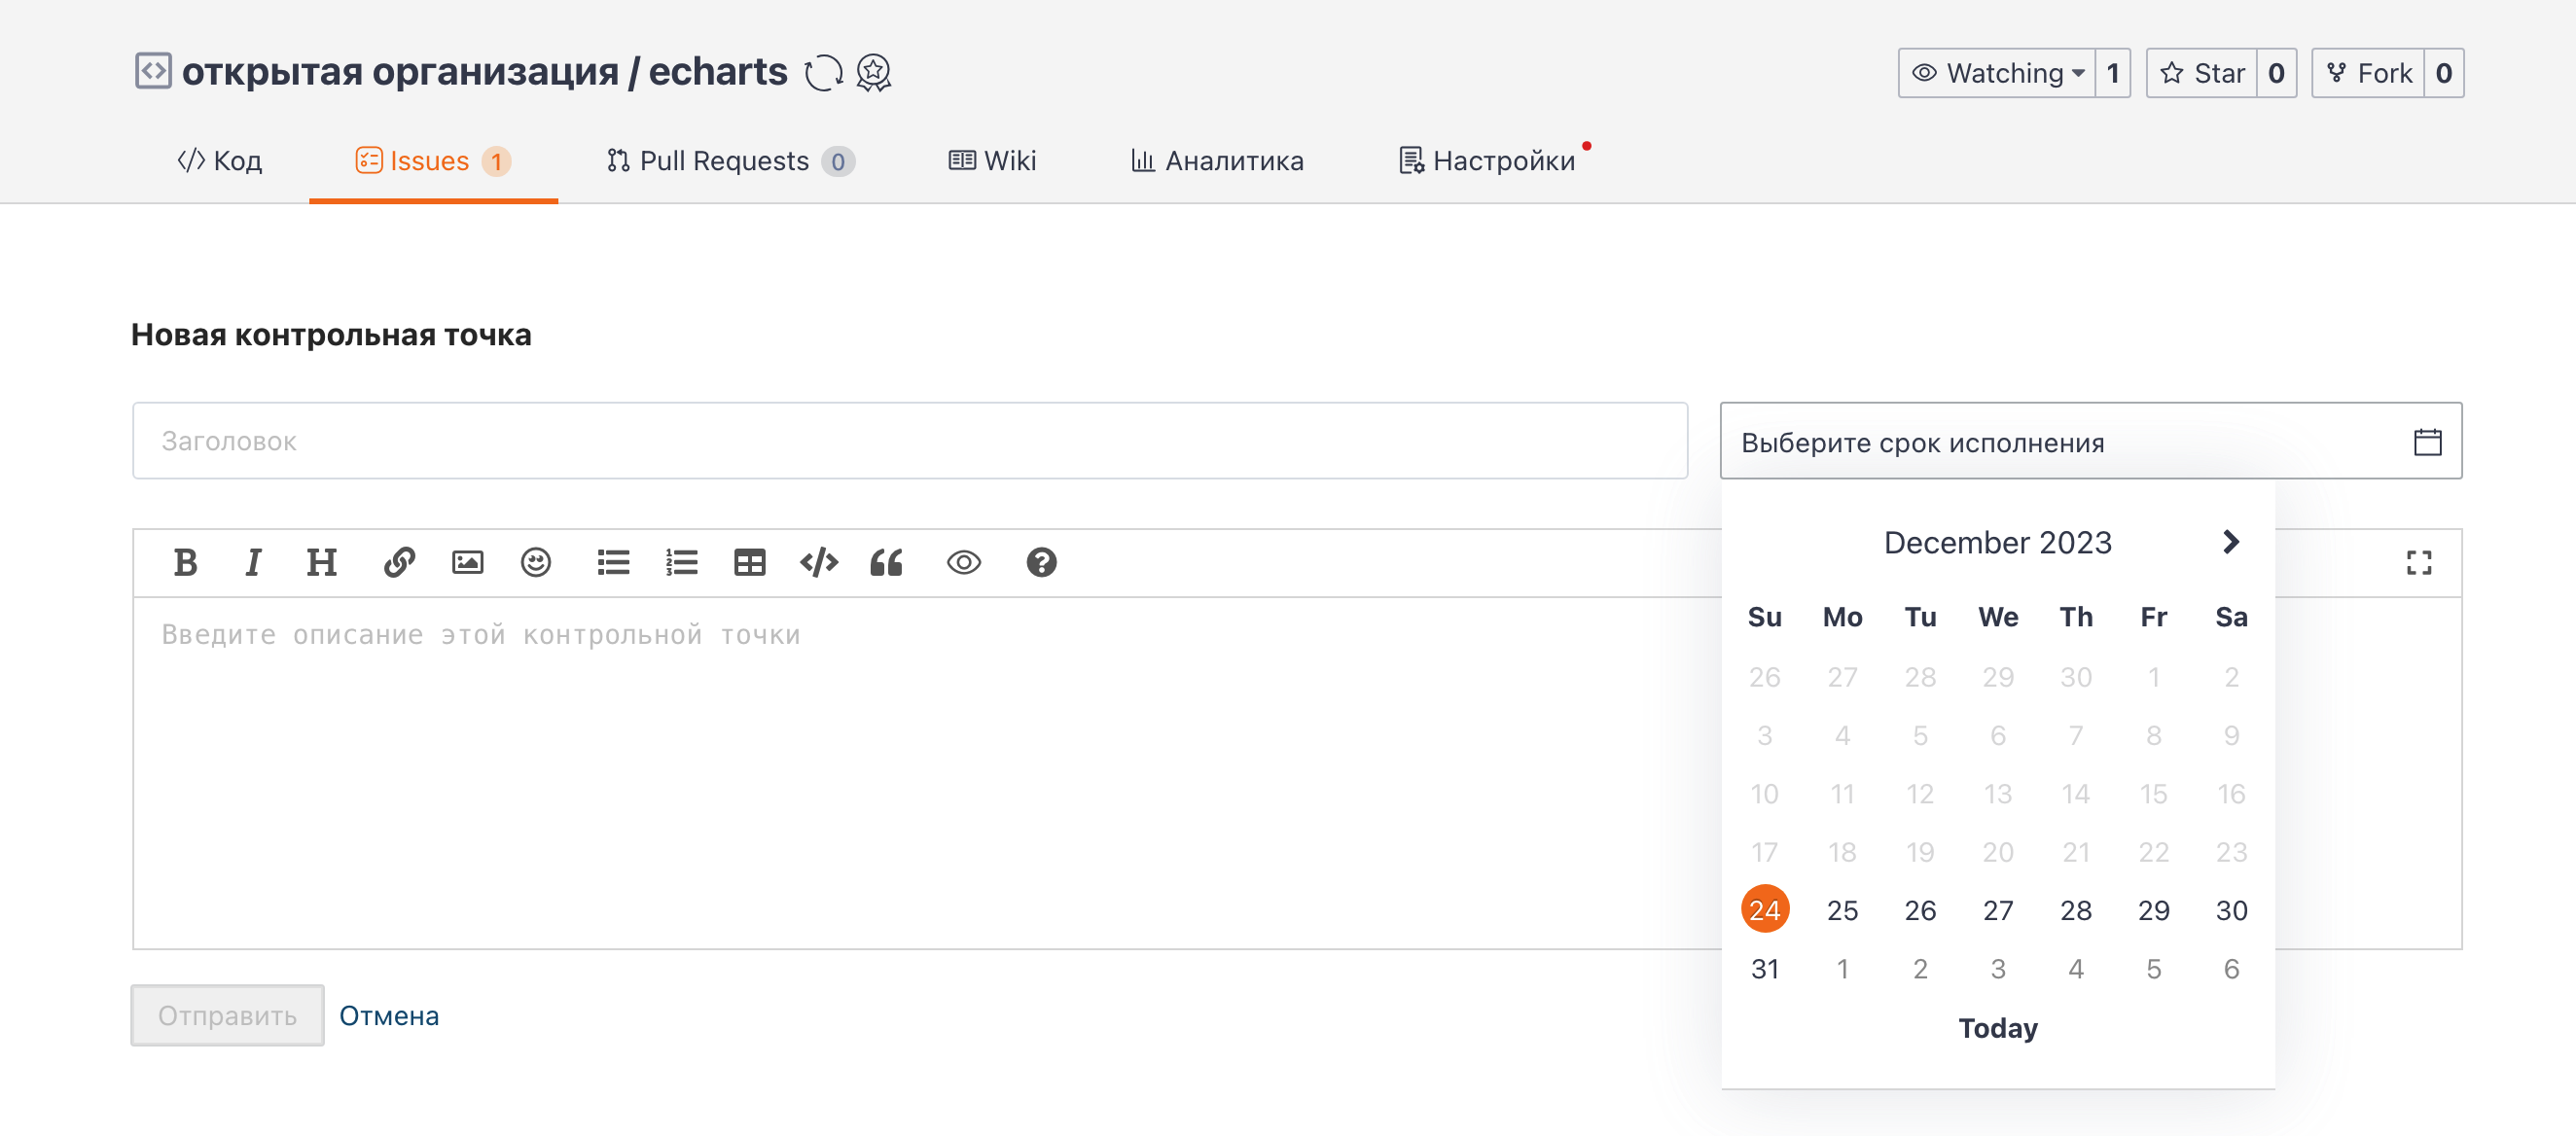 открытая организация / echarts
Watching 1
Star 0
Fork 0
Код
Issues 1
Pull Requests 0
Wiki
Аналитика
Настройки
Новая контрольная точка
Заголовок
Выберите срок исполнения
B I H
Введите описание этой контрольной точки
December 2023
Su Mo Tu We Th Fr Sa
26 27 28 29 30 1 2
3 4 5 6 7 8 9
10 11 12 13 14 15 16
17 18 19 20 21 22 23
24 25 26 27 28 29 30
31 1 2 3 4 5 6
Today
Отправить
Отмена